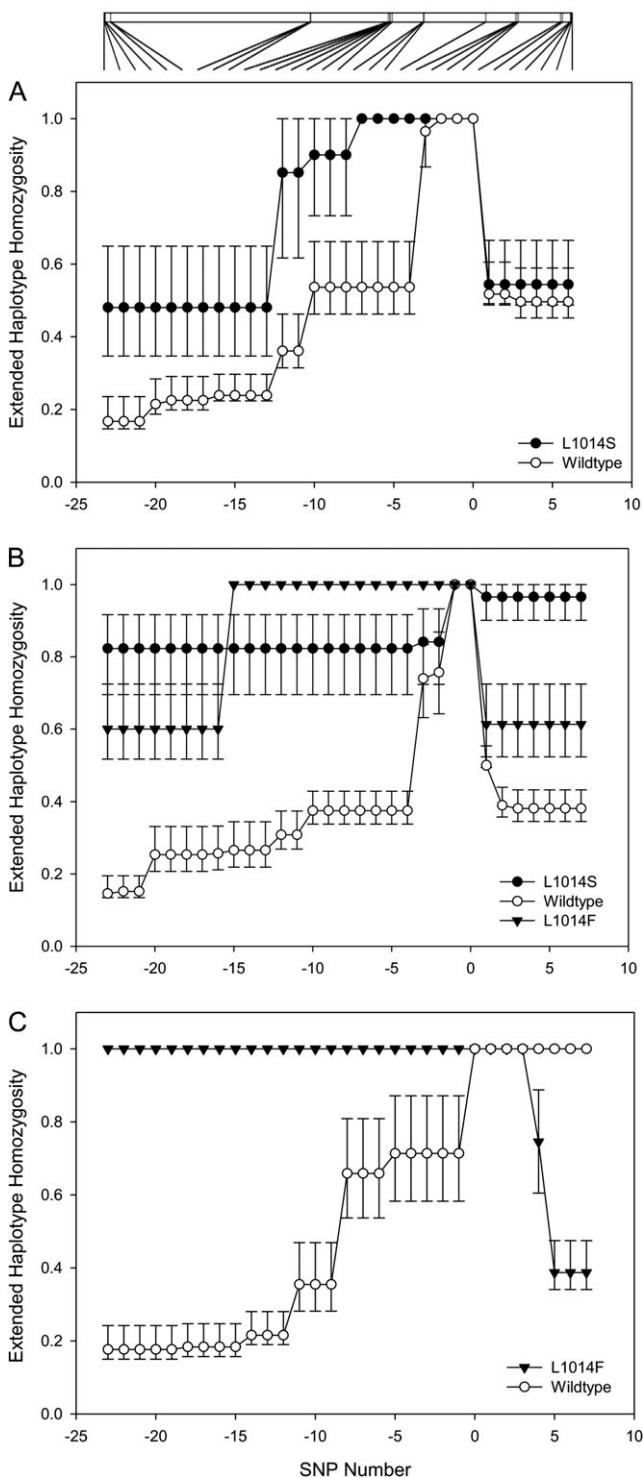 A
Extended Haplotype Homozygosity
1.0
0.8
0.6
0.4
0.2
0.0
L1014S
Wildtype
-25 -20 -15 -10 -5 0 5 10
B
Extended Haplotype Homozygosity
1.0
0.8
0.6
0.4
0.2
0.0
L1014S
Wildtype
L1014F
-25 -20 -15 -10 -5 0 5 10
C
Extended Haplotype Homozygosity
1.0
0.8
0.6
0.4
0.2
0.0
L1014F
Wildtype
-25 -20 -15 -10 -5 0 5 10
SNP Number